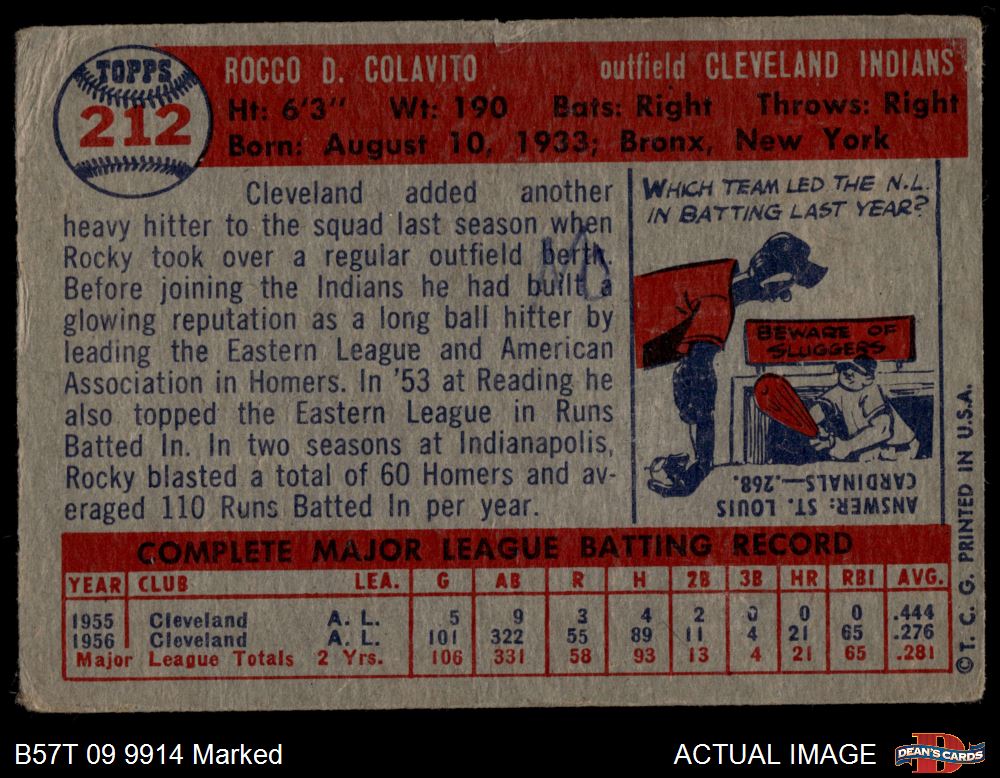 TOPPS
212
ROCCO D. COLAVITO outfield CLEVELAND INDIANS
Ht: 6'3" Wt: 190 Bats: Right Throws: Right
Born: August 10, 1933; Bronx, New York
Cleveland added another
heavy hitter to the squad last season when
Rocky took over a regular outfield berth.
Before joining the Indians he had built a
glowing reputation as a long ball hitter by
leading the Eastern League and American
Association in Homers. In '53 at Reading he
also topped the Eastern League in Runs
Batted In. In two seasons at Indianapolis,
Rocky blasted a total of 60 Homers and av-
eraged 110 Runs Batted In per year.
WHICH TEAM LED THE N.L.
IN BATTING LAST YEAR?
BEWARE OF
SLUGGERS
ANSWER: ST. LOUIS
CARDINALS—.268.
COMPLETE MAJOR LEAGUE BATTING RECORD
YEAR CLUB LEA. G AB R H 2B 3B HR RBI AVG.
1955 Cleveland A. L. 5 9 3 4 2 0 0 0 .444
1956 Cleveland A. L. 101 322 55 89 11 4 21 65 .276
Major League Totals 2 Yrs. 106 331 58 93 13 4 21 65 .281
©T. C. G. PRINTED IN U.S.A.
B57T 09 9914 Marked
ACTUAL IMAGE
DEAN'S CARDS